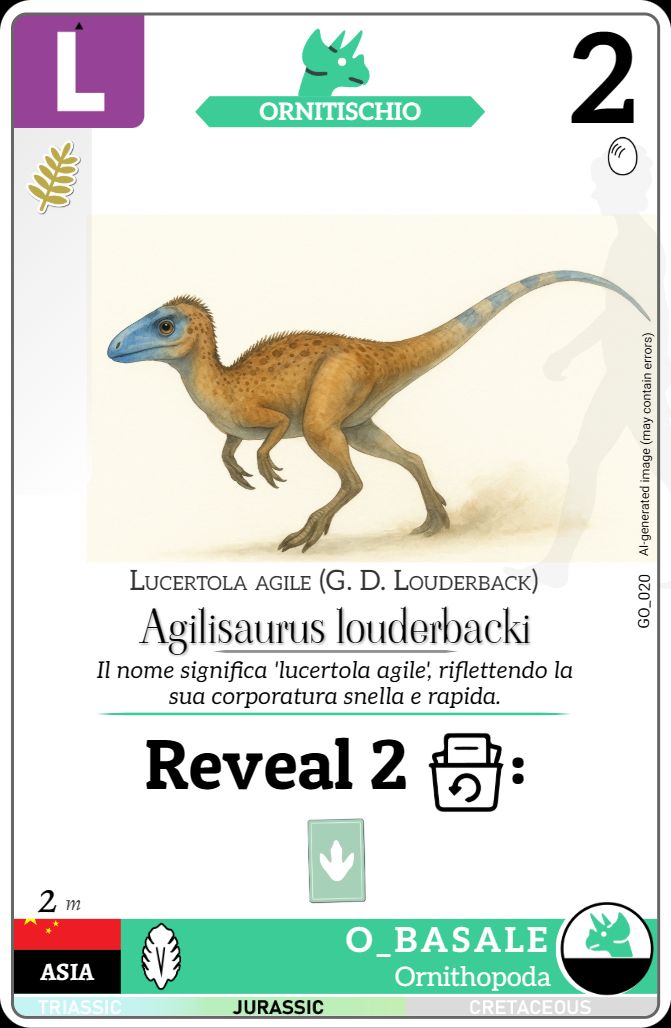 L
ORNITISCHIO
2
AI-generated image (may contain errors)
GO_020
Lucertola agile (G. D. Louderback)
Agilisaurus louderbacki
Il nome significa 'lucertola agile', riflettendo la
sua corporatura snella e rapida.
Reveal 2 :
2 m
ASIA
O_BASALE
Ornithopoda
TRIASSIC JURASSIC CRETACEOUS